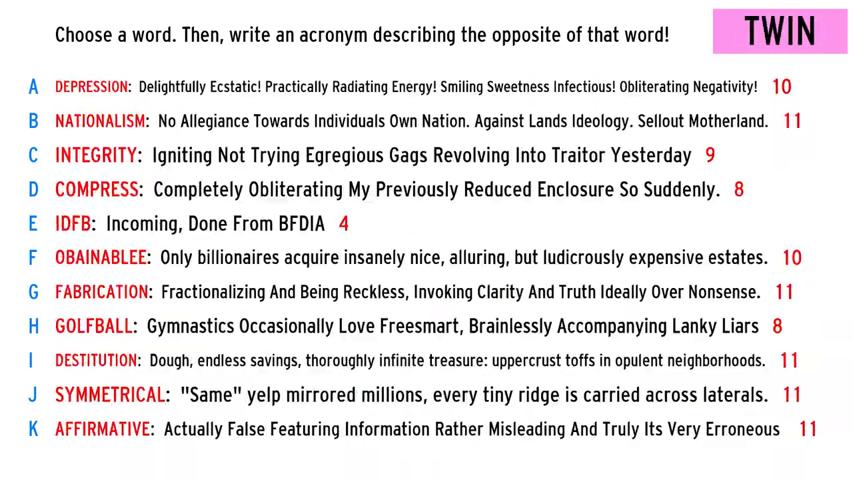 Choose a word. Then, write an acronym describing the opposite of that word!
TWIN
A DEPRESSION: Delightfully Ecstatic! Practically Radiating Energy! Smiling Sweetness Infectious! Obliterating Negativity! 10
B NATIONALISM: No Allegiance Towards Individuals Own Nation. Against Lands Ideology. Sellout Motherland. 11
C INTEGRITY: Igniting Not Trying Egregious Gags Revolving Into Traitor Yesterday 9
D COMPRESS: Completely Obliterating My Previously Reduced Enclosure So Suddenly. 8
E IDFB: Incoming, Done From BFDIA 4
F OBAINABLEE: Only billionaires acquire insanely nice, alluring, but ludicrously expensive estates. 10
G FABRICATION: Fractionalizing And Being Reckless, Invoking Clarity And Truth Ideally Over Nonsense. 11
H GOLFBALL: Gymnastics Occasionally Love Freesmart, Brainlessly Accompanying Lanky Liars 8
I DESTITUTION: Dough, endless savings, thoroughly infinite treasure: uppercrust toffs in opulent neighborhoods. 11
J SYMMETRICAL: "Same" yelp mirrored millions, every tiny ridge is carried across laterals. 11
K AFFIRMATIVE: Actually False Featuring Information Rather Misleading And Truly Its Very Erroneous 11